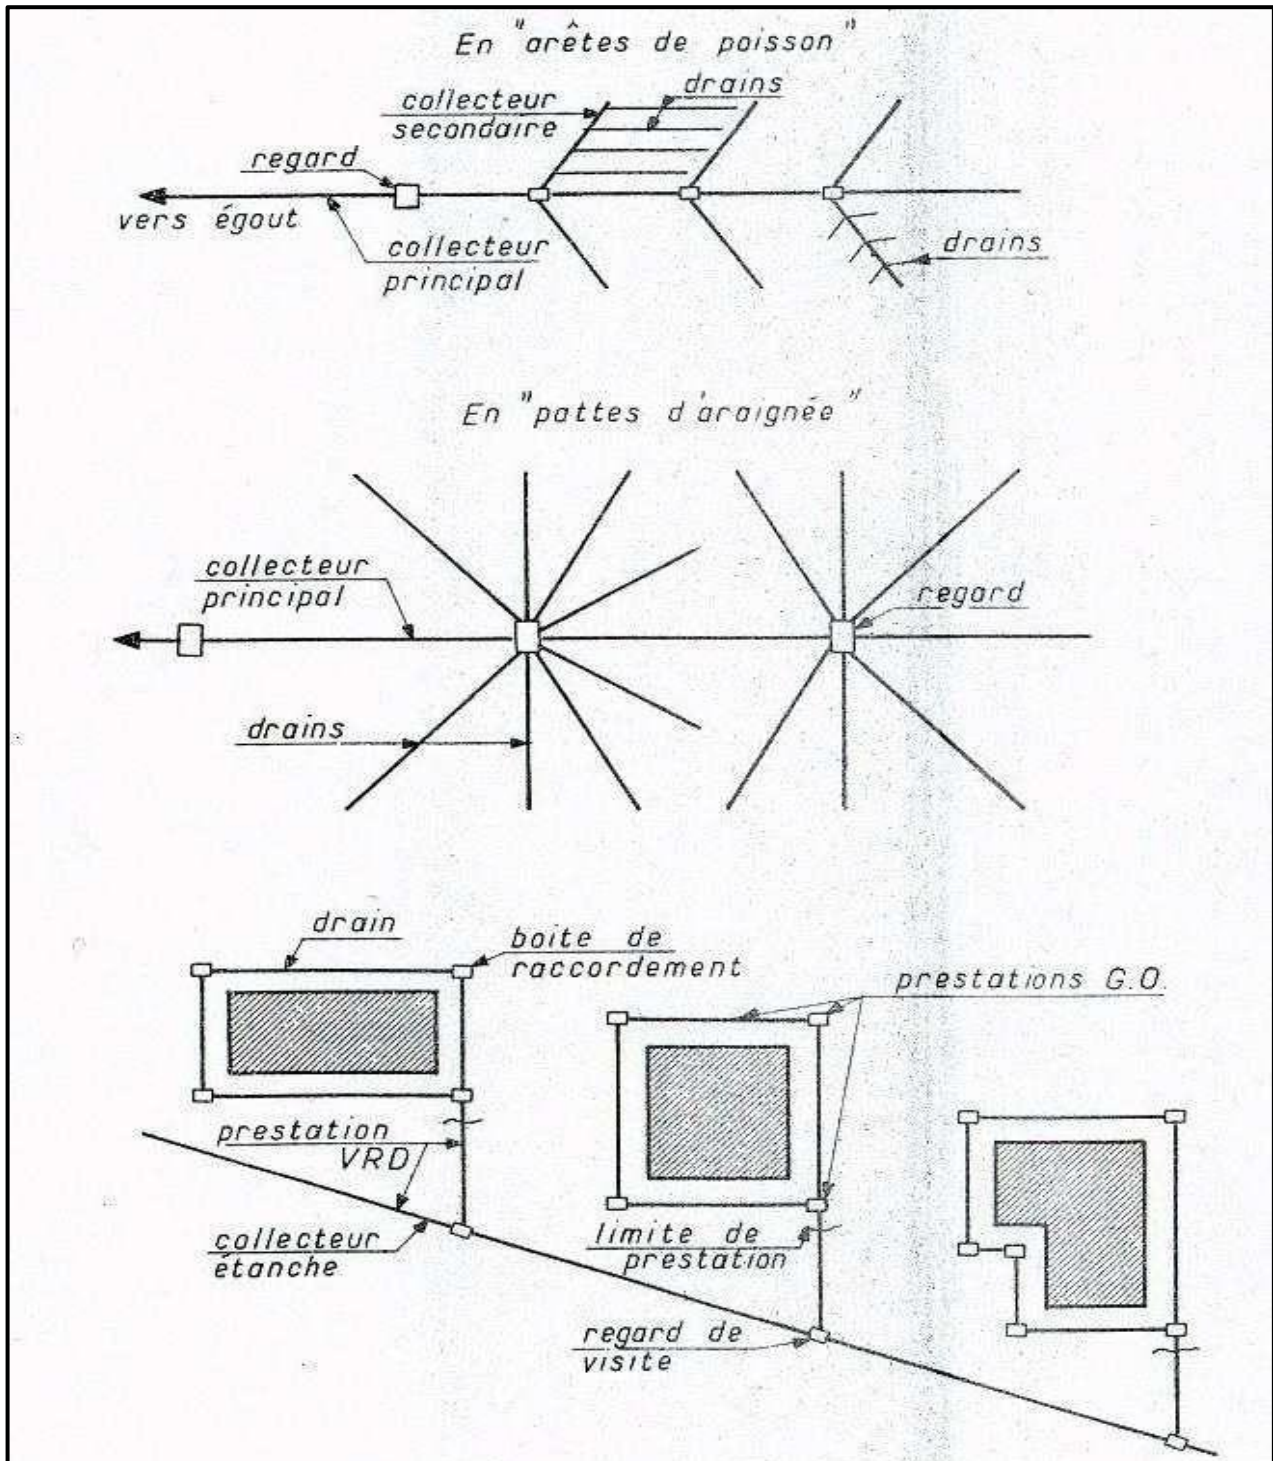 En "arêtes de poisson"
drains
collecteur
secondaire
regard
vers égout
collecteur
principal
drains
En "pattes d'araignée"
collecteur
principal
regard
drains
drain
boite de
raccordement
prestations G.O.
prestation
VRD
collecteur
étanche
limite de
prestation
regard de
visite